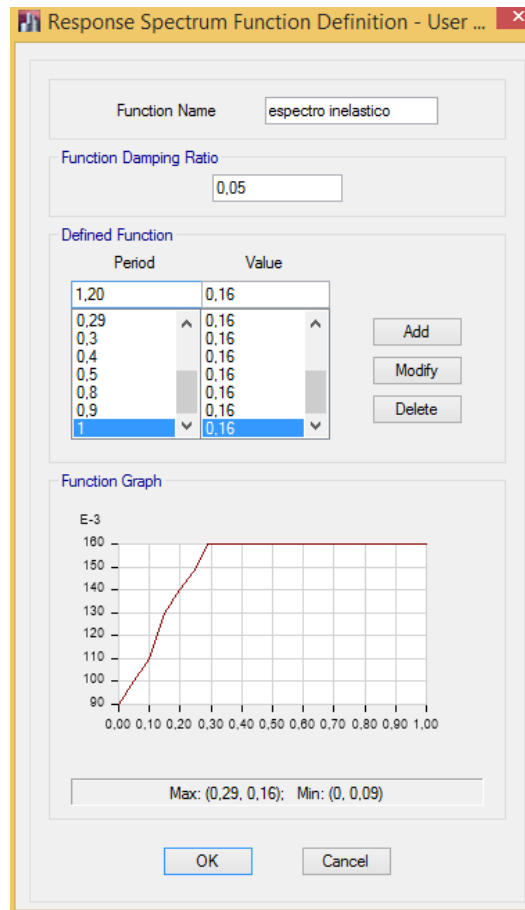 Response Spectrum Function Definition - User ...
Function Name espectro inelastico
Function Damping Ratio
0,05
Defined Function
Period Value
1,20 0,16
0,29 0,16
0,3 0,16
0,4 0,16
0,5 0,16
0,8 0,16
0,9 0,16
1 0,16
Add
Modify
Delete
Function Graph
E-3
160
150
140
130
110
100
90
0,00 0,10 0,20 0,30 0,40 0,50 0,60 0,70 0,80 0,90 1,00
Max: (0,29, 0,16); Min: (0, 0,09)
OK Cancel